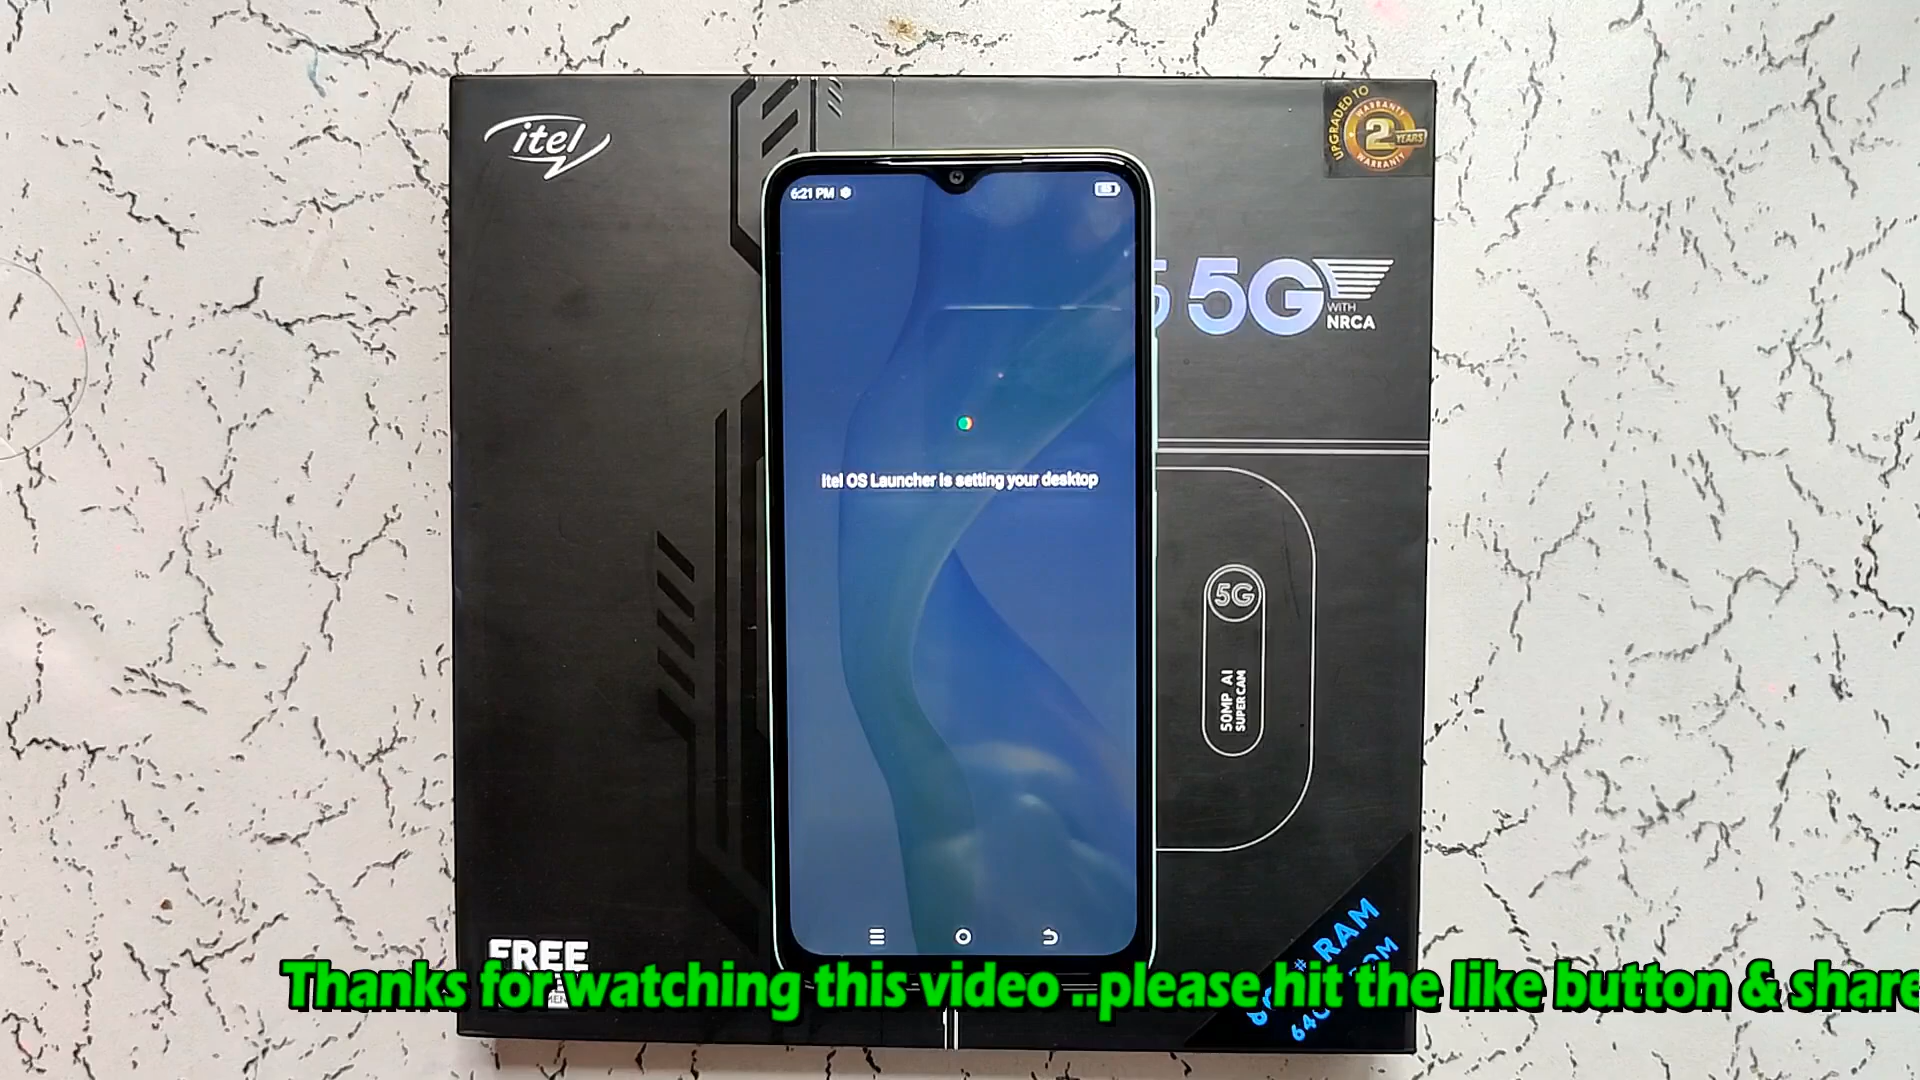 itel
UPGRADED TO
WARRANTY
2 YEARS
WARRANTY
6:21 PM
5G
WITH
NRCA
itel OS Launcher is setting your desktop
5G
50MP AI
SUPER CAM
FREE
RAM
Thanks for watching this video ..please hit the like button & share